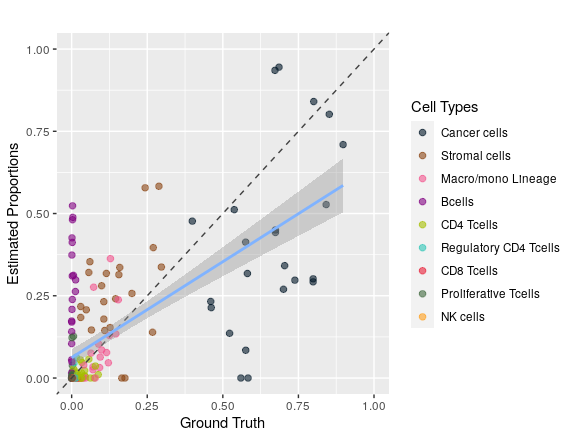 1.00
0.75
0.50
0.25
0.00
Estimated Proportions
0.00 0.25 0.50 0.75 1.00
Ground Truth
Cell Types
Cancer cells
Stromal cells
Macro/mono Lineage
Bcells
CD4 Tcells
Regulatory CD4 Tcells
CD8 Tcells
Proliferative Tcells
NK cells